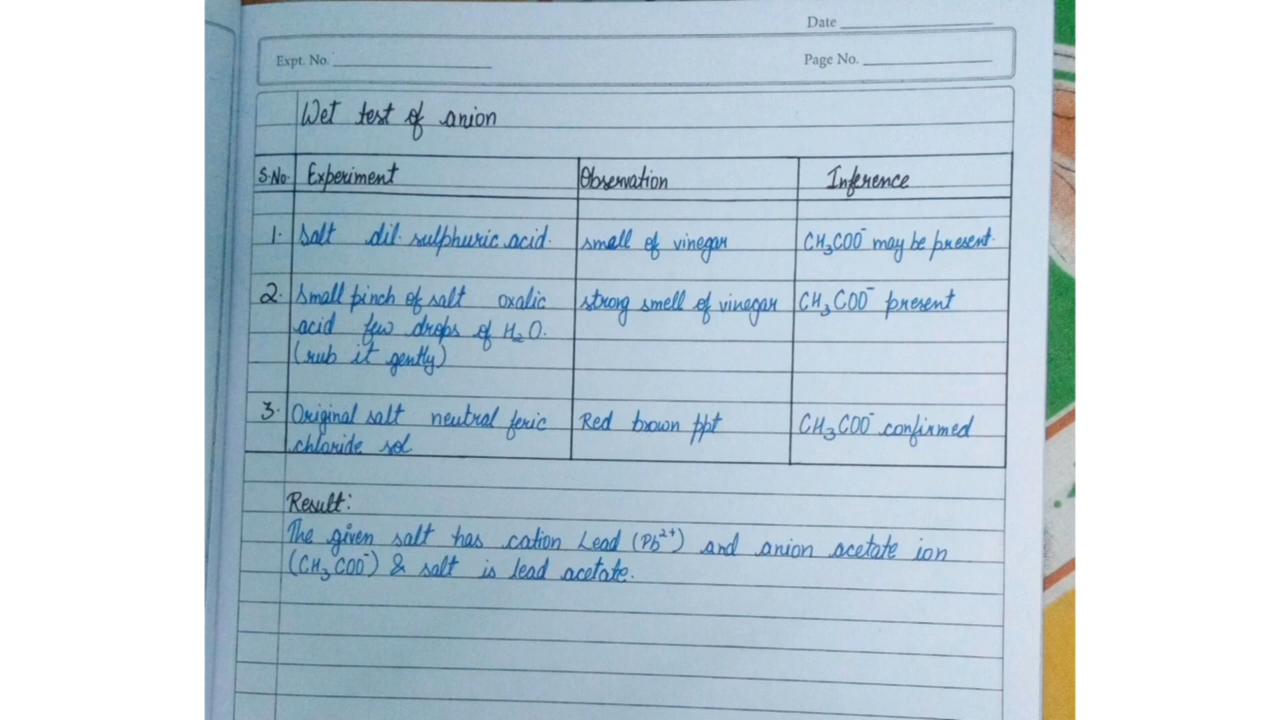 Date
Expt. No.
Page No.
Wet test of anion
S.No. Experiment Observation Inference
1. Salt dil. sulphuric acid. smell of vinegar CH₃COO⁻ may be present.
2. Small pinch of salt oxalic strong smell of vinegar CH₃COO⁻ present
acid few drops of H₂O.
(rub it gently)
3. Original salt neutral feric Red brown ppt CH₃COO⁻ confirmed
chloride sol
Result:
The given salt has cation Lead (Pb²⁺) and anion acetate ion
(CH₃COO⁻) & salt is lead acetate.